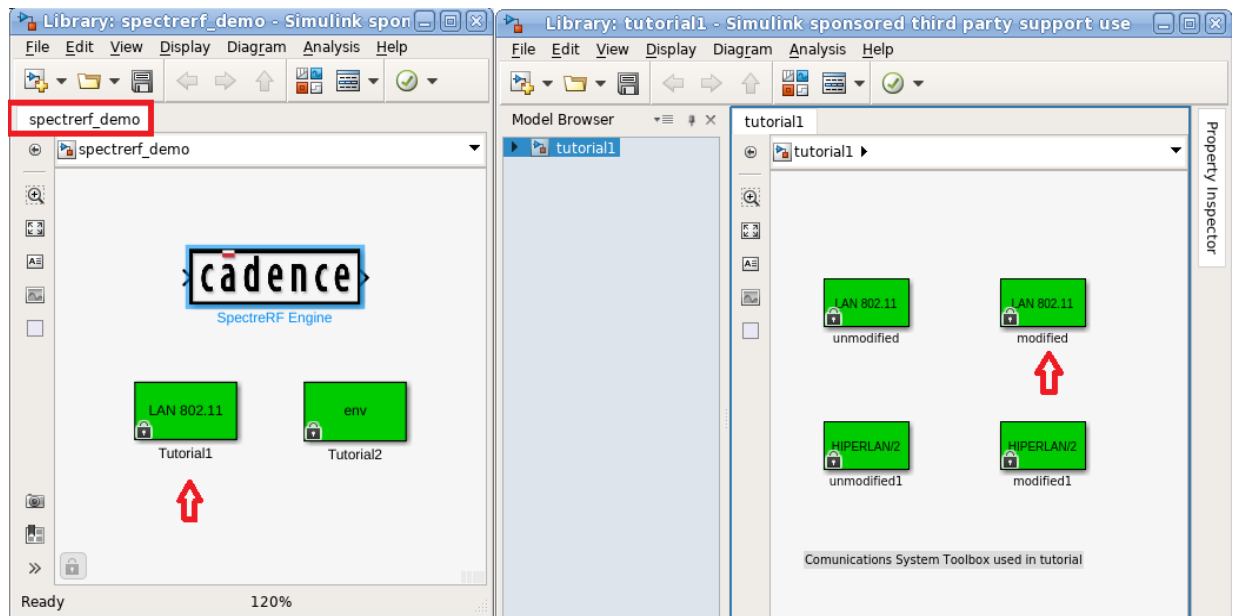 Library: spectrerf_demo - Simulink spon
File Edit View Display Diagram Analysis Help
spectrerf_demo
spectrerf_demo
cādence
SpectreRF Engine
LAN 802.11
Tutorial1
env
Tutorial2
Ready
120%
Library: tutorial1 - Simulink sponsored third party support use
File Edit View Display Diagram Analysis Help
Model Browser
tutorial1
tutorial1
tutorial1
Property Inspector
LAN 802.11
unmodified
LAN 802.11
modified
HIPERLAN/2
unmodified1
HIPERLAN/2
modified1
Comunications System Toolbox used in tutorial